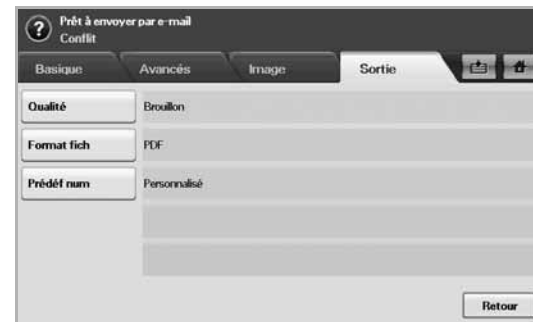 Prêt à envoyer par e-mail
Conflit
Basique Avancés Image Sortie
Qualité Brouillon
Format fich PDF
Prédéf num Personnalisé
Retour